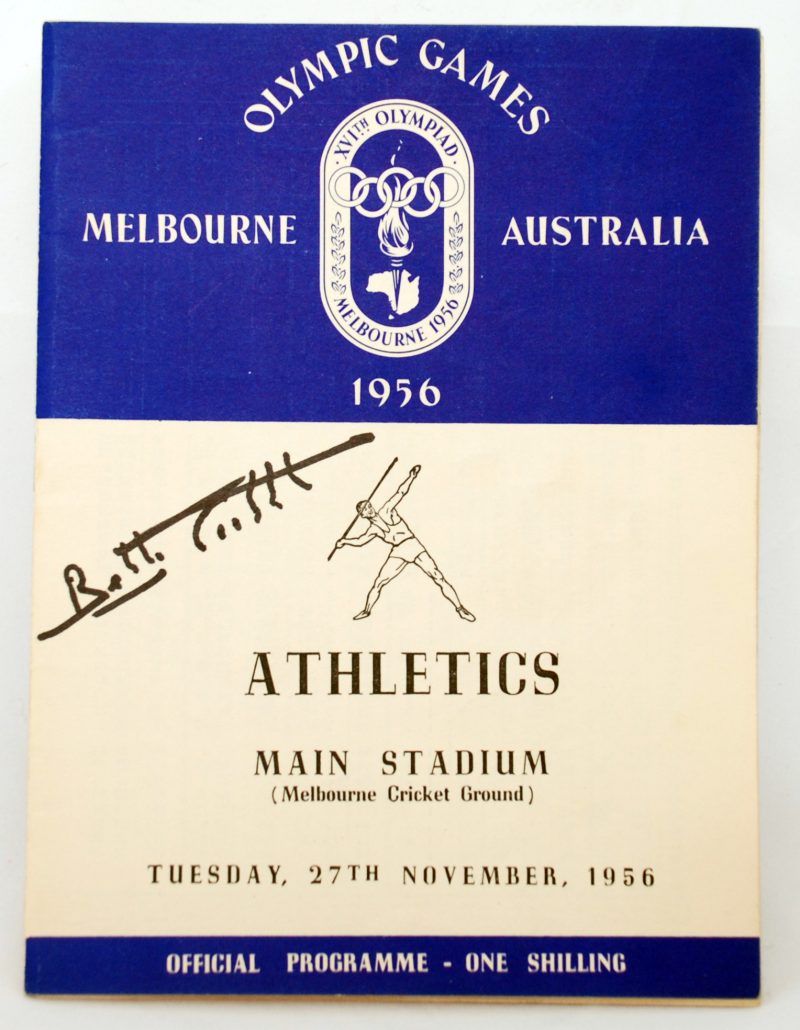 OLYMPIC GAMES
XVITH OLYMPIAD
MELBOURNE AUSTRALIA
MELBOURNE 1956
1956
ATHLETICS
MAIN STADIUM
(Melbourne Cricket Ground)
TUESDAY, 27TH NOVEMBER, 1956
OFFICIAL PROGRAMME - ONE SHILLING